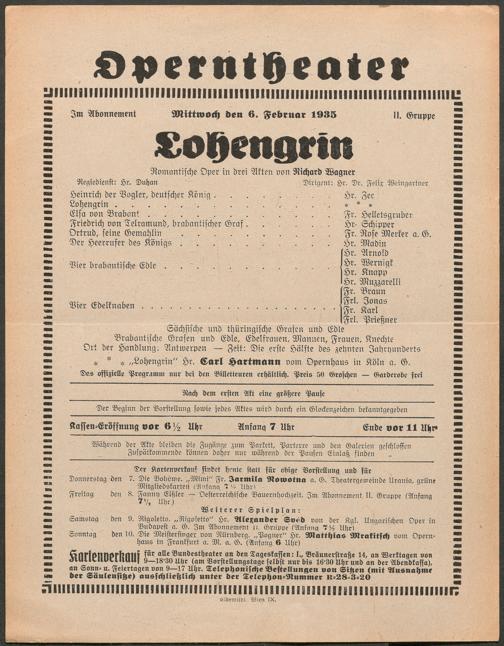 Operntheater
Im Abonnement Mittwoch den 6. Februar 1935 II. Gruppe
Lohengrin
Romantische Oper in drei Akten von Richard Wagner
Regiedienst: Hr. Duhan Dirigent: Hr. Dr. Felix Weingartner
Heinrich der Vogler, deutscher König . . . . . . . . Hr. Zec
Lohengrin . . . . . . . . * * *
Elsa von Brabant . . . . . . . . Fr. Helletsgruber
Friedrich von Telramund, brabantischer Graf . . . . . . . Hr. Schipper
Ortrud, seine Gemahlin . . . . . . . . Fr. Rose Merker a. G.
Der Heerrufer des Königs . . . . . . . . Hr. Madin
Vier brabantische Edle . . . . . . . . Hr. Arnold
Hr. Wernigk
Hr. Knapp
Hr. Muzzarelli
Vier Edelknaben . . . . . . . . Fr. Braun
Frl. Jonas
Fr. Karl
Frl. Prießner
Sächsische und thüringische Grafen und Edle
Brabantische Grafen und Edle, Edelfrauen, Mannen, Frauen, Knechte
Ort der Handlung: Antwerpen — Zeit: Die erste Hälfte des zehnten Jahrhunderts
* * * „Lohengrin" Hr. Carl Hartmann vom Opernhaus in Köln a. G.
Das offizielle Programm nur bei den Billetteuren erhältlich. Preis 50 Groschen — Garderobe frei
Nach dem ersten Akt eine größere Pause
Der Beginn der Vorstellung sowie jedes Aktes wird durch ein Glockenzeichen bekanntgegeben
Kassen-Eröffnung vor 6½ Uhr Anfang 7 Uhr Ende vor 11 Uhr
Während der Akte bleiben die Zugänge zum Parkett, Parterre und den Galerien geschlossen
Zuspätkommende können daher nur während der Pausen Einlaß finden
Der Kartenverkauf findet heute statt für obige Vorstellung und für
Donnerstag den 7. Die Bohème. „Mimi" Fr. Jarmila Novotna a. G. Theatergemeinde Urania, grüne
Mitgliedskarten (Anfang 7½ Uhr)
Freitag den 8. Fanny Elßler — Oesterreichische Bauernhochzeit. Im Abonnement II. Gruppe (Anfang
7½ Uhr)
Weiterer Spielplan:
Samstag den 9. Rigoletto. „Rigoletto" Hr. Alexander Svéd von der Kgl. Ungarischen Oper in
Budapest a. G. Im Abonnement II. Gruppe (Anfang 7½ Uhr)
Sonntag den 10. Die Meistersinger von Nürnberg. „Pogner" Hr. Matthias Mrakitsch vom Opern-
haus in Frankfurt a. M. a. G. (Anfang 6 Uhr)
Kartenverkauf für alle Bundestheater an den Tageskassen: I., Bräunerstraße 14, an Werktagen von
9—18·30 Uhr (am Vorstellungstage selbst nur bis 16·30 Uhr und an der Abendkassa),
an Sonn- u. Feiertagen von 9—17 Uhr. Telephonische Bestellungen von Sitzen (mit Ausnahme
der Säulensitze) ausschließlich unter der Telephon-Nummer R-28-3-20
Elbemühl, Wien IX.